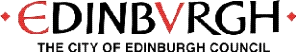 ·EDINBVRGH·
THE CITY OF EDINBURGH COUNCIL